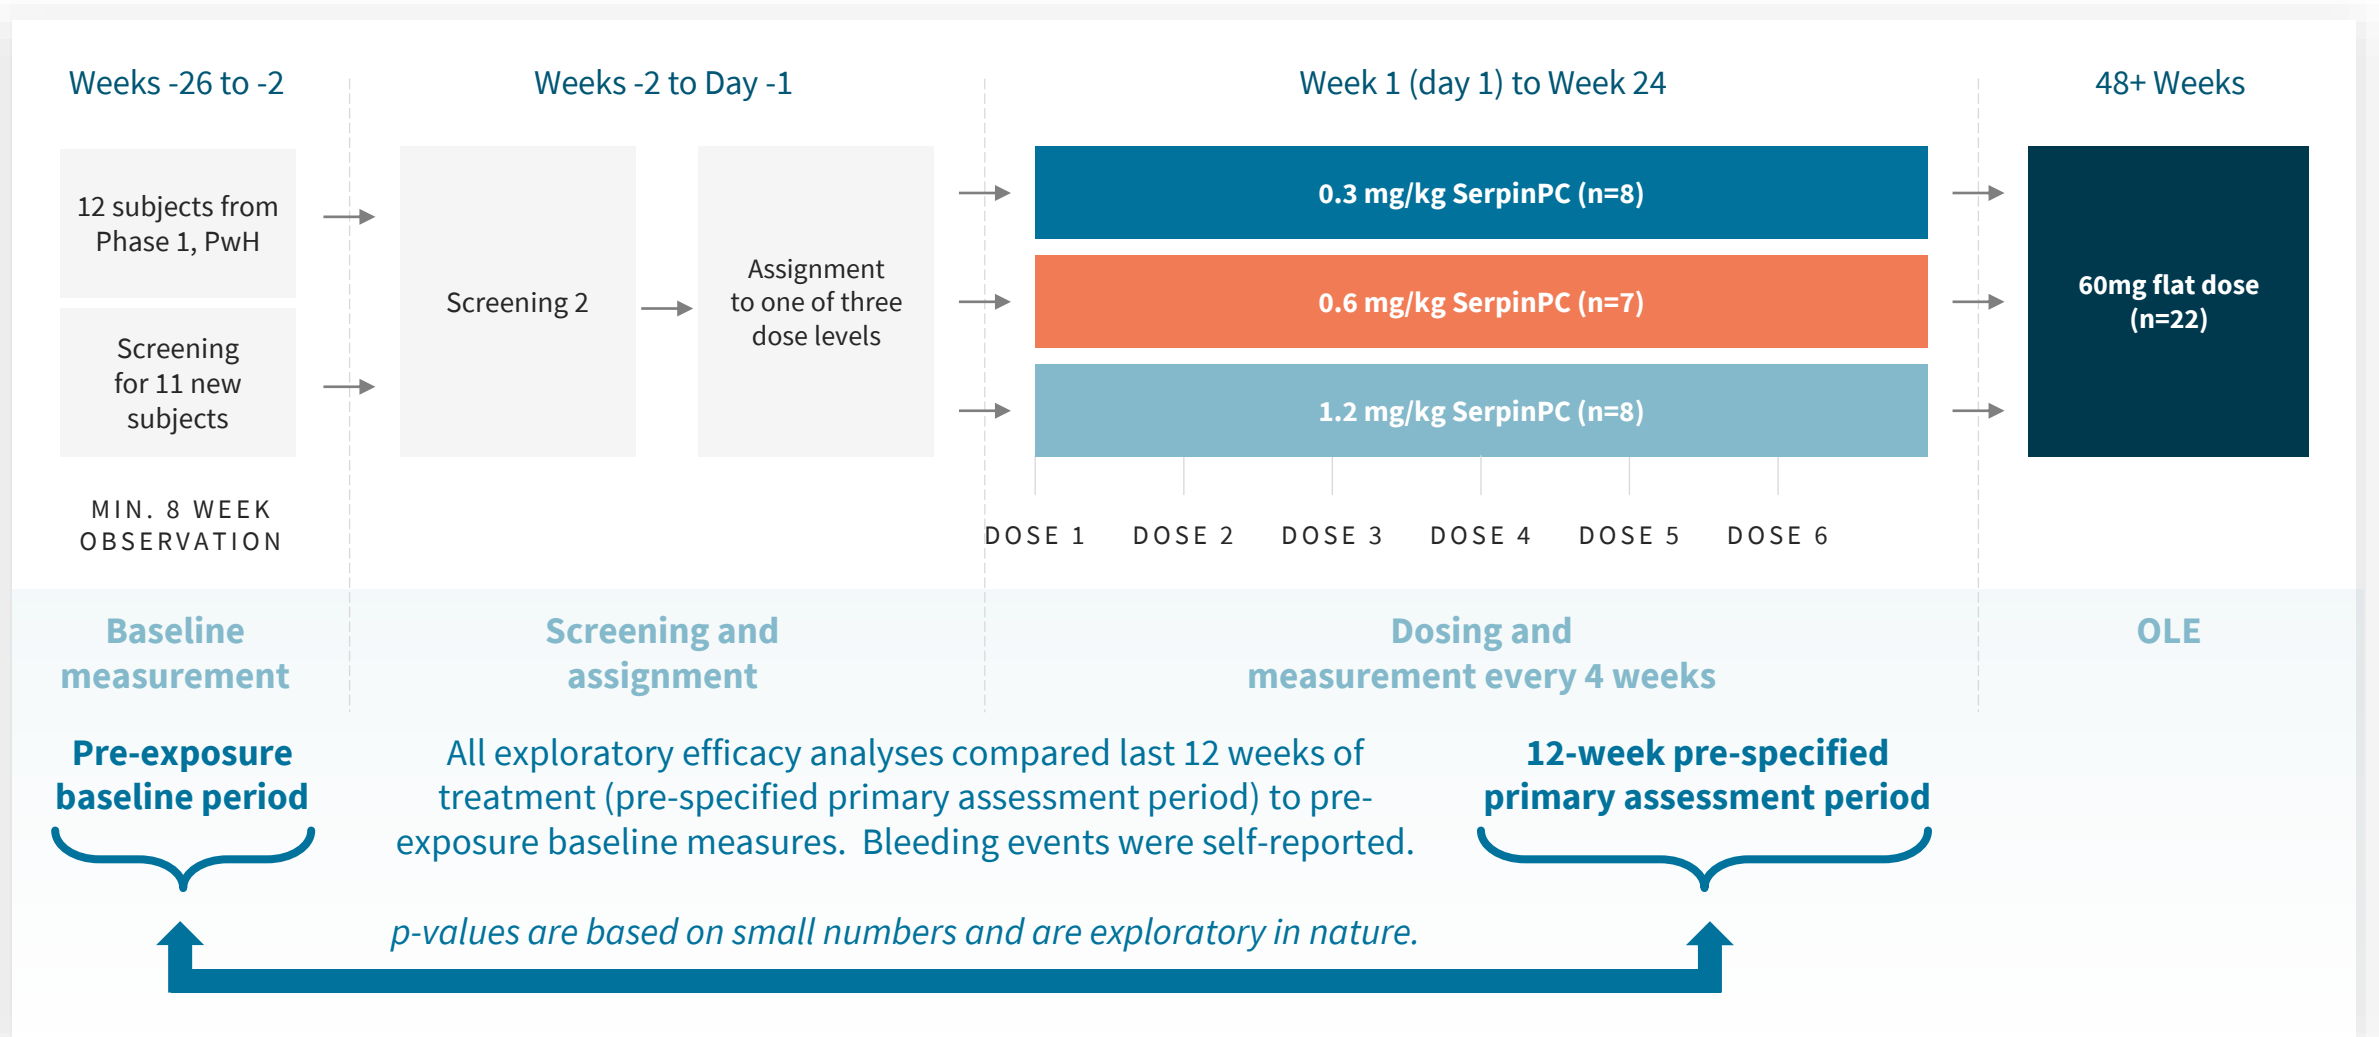 Weeks -26 to -2
Weeks -2 to Day -1
Week 1 (day 1) to Week 24
48+ Weeks
12 subjects from
Phase 1, PwH
Screening
for 11 new
subjects
Screening 2
Assignment
to one of three
dose levels
0.3 mg/kg SerpinPC (n=8)
0.6 mg/kg SerpinPC (n=7)
1.2 mg/kg SerpinPC (n=8)
60mg flat dose
(n=22)
MIN. 8 WEEK
OBSERVATION
DOSE 1
DOSE 2
DOSE 3
DOSE 4
DOSE 5
DOSE 6
Baseline
measurement
Screening and
assignment
Dosing and
measurement every 4 weeks
OLE
Pre-exposure
baseline period
All exploratory efficacy analyses compared last 12 weeks of
treatment (pre-specified primary assessment period) to pre-
exposure baseline measures.  Bleeding events were self-reported.
12-week pre-specified
primary assessment period
p-values are based on small numbers and are exploratory in nature.